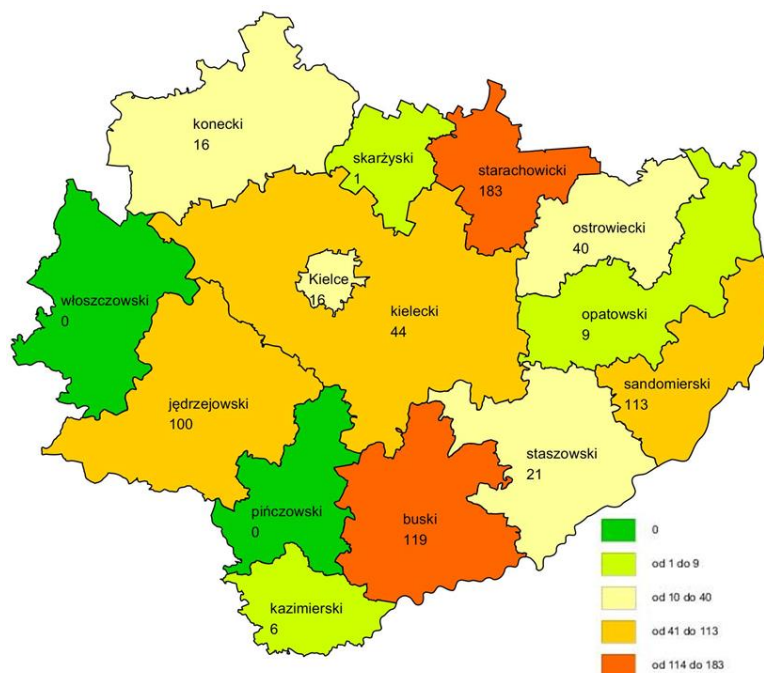 konecki
16
skarżyski
1
starachowicki
183
ostrowiecki
40
Kielce
16
włoszczowski
0
kielecki
44
opatowski
9
jędrzejowski
100
sandomierski
113
staszowski
21
pińczowski
0
buski
119
kazimierski
6
0
od 1 do 9
od 10 do 40
od 41 do 113
od 114 do 183